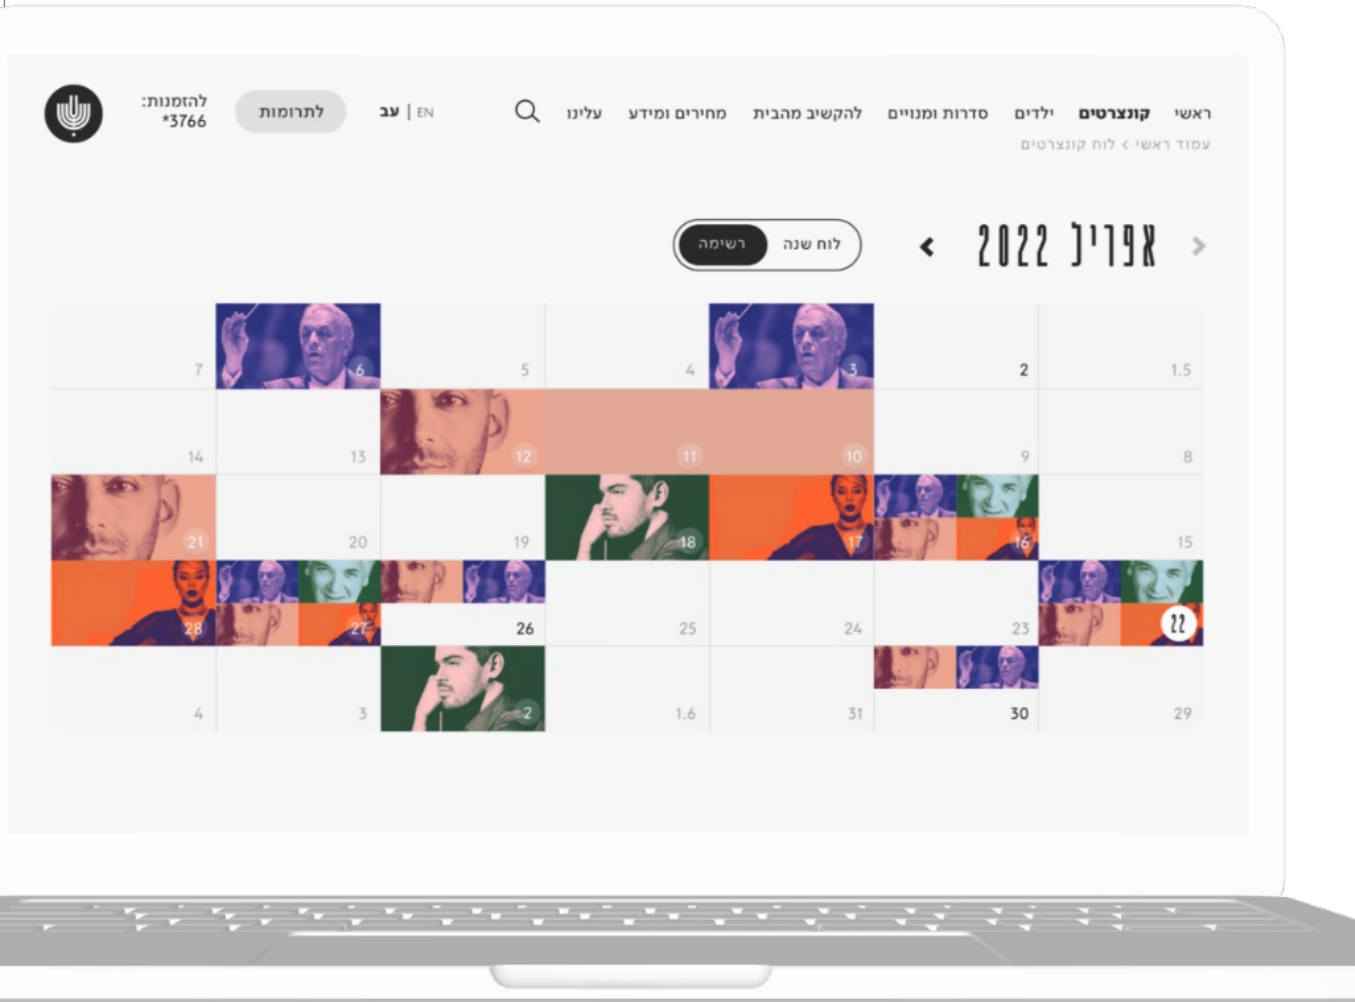 ראשי קונצרטים ילדים סדרות ומנויים להקשיב מהבית מחירים ומידע עלינו EN | עב לתרומות להזמנות:
*3766
עמוד ראשי > לוח קונצרטים
אפריל 2022 לוח שנה רשימה
1.5 2 3 4 5 6 7
8 9 10 11 12 13 14
15 16 17 18 19 20 21
22 23 24 25 26 27 28
29 30 31 1.6 2 3 4